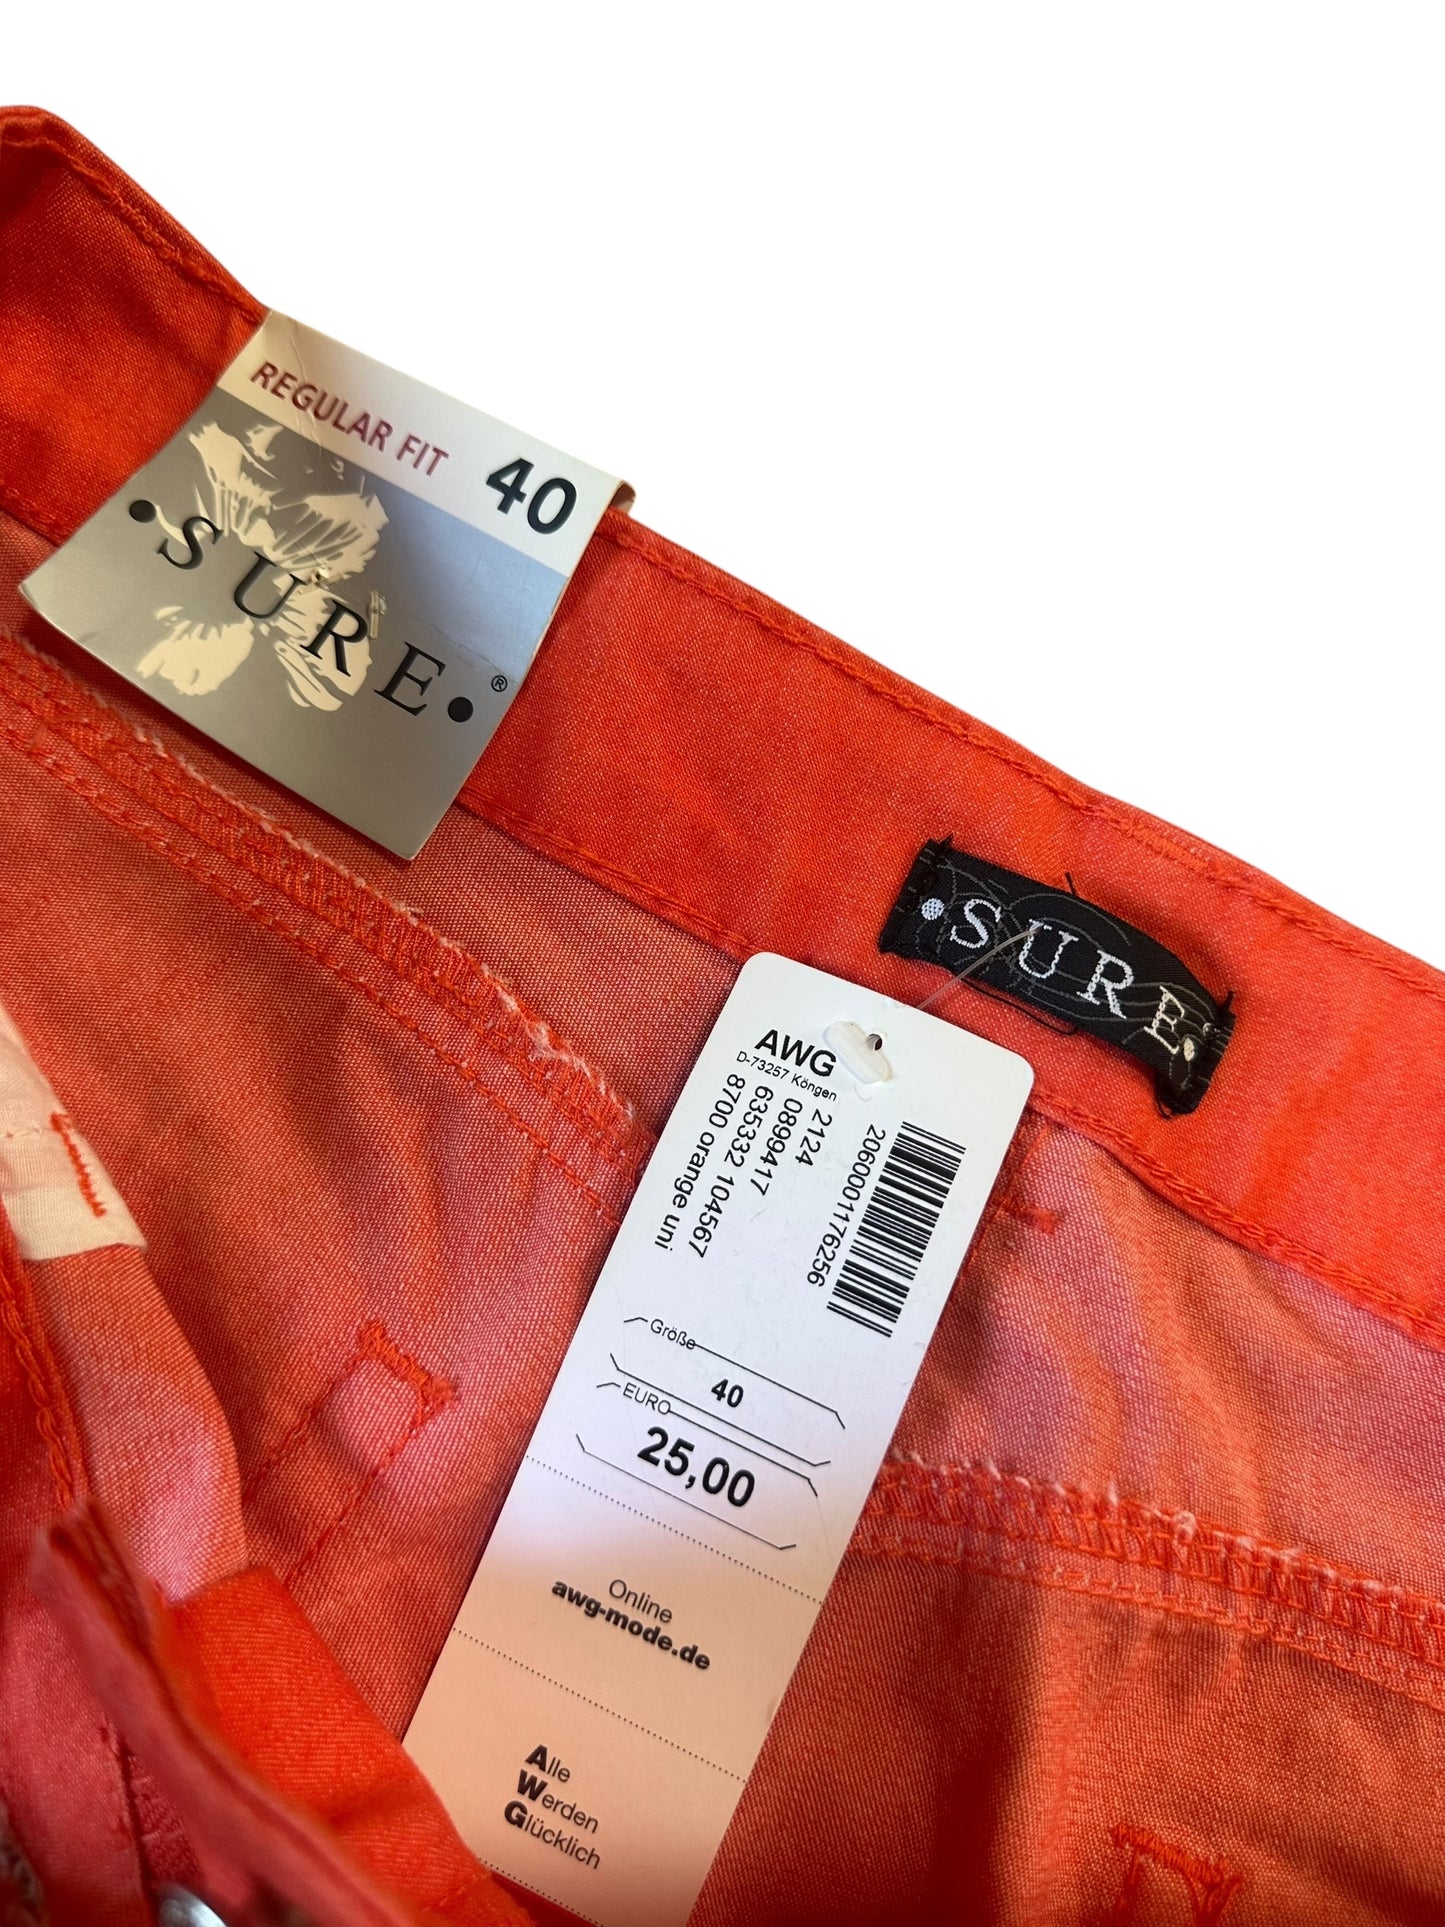 REGULAR FIT 40
•SURE•®
•SURE•
AWG
D-73257 Köngen
2124
0899417
635332 104567
8700 orange uni
2060001176256
Größe
40
EURO
25,00
Online
awg-mode.de
Alle
Werden
Glücklich